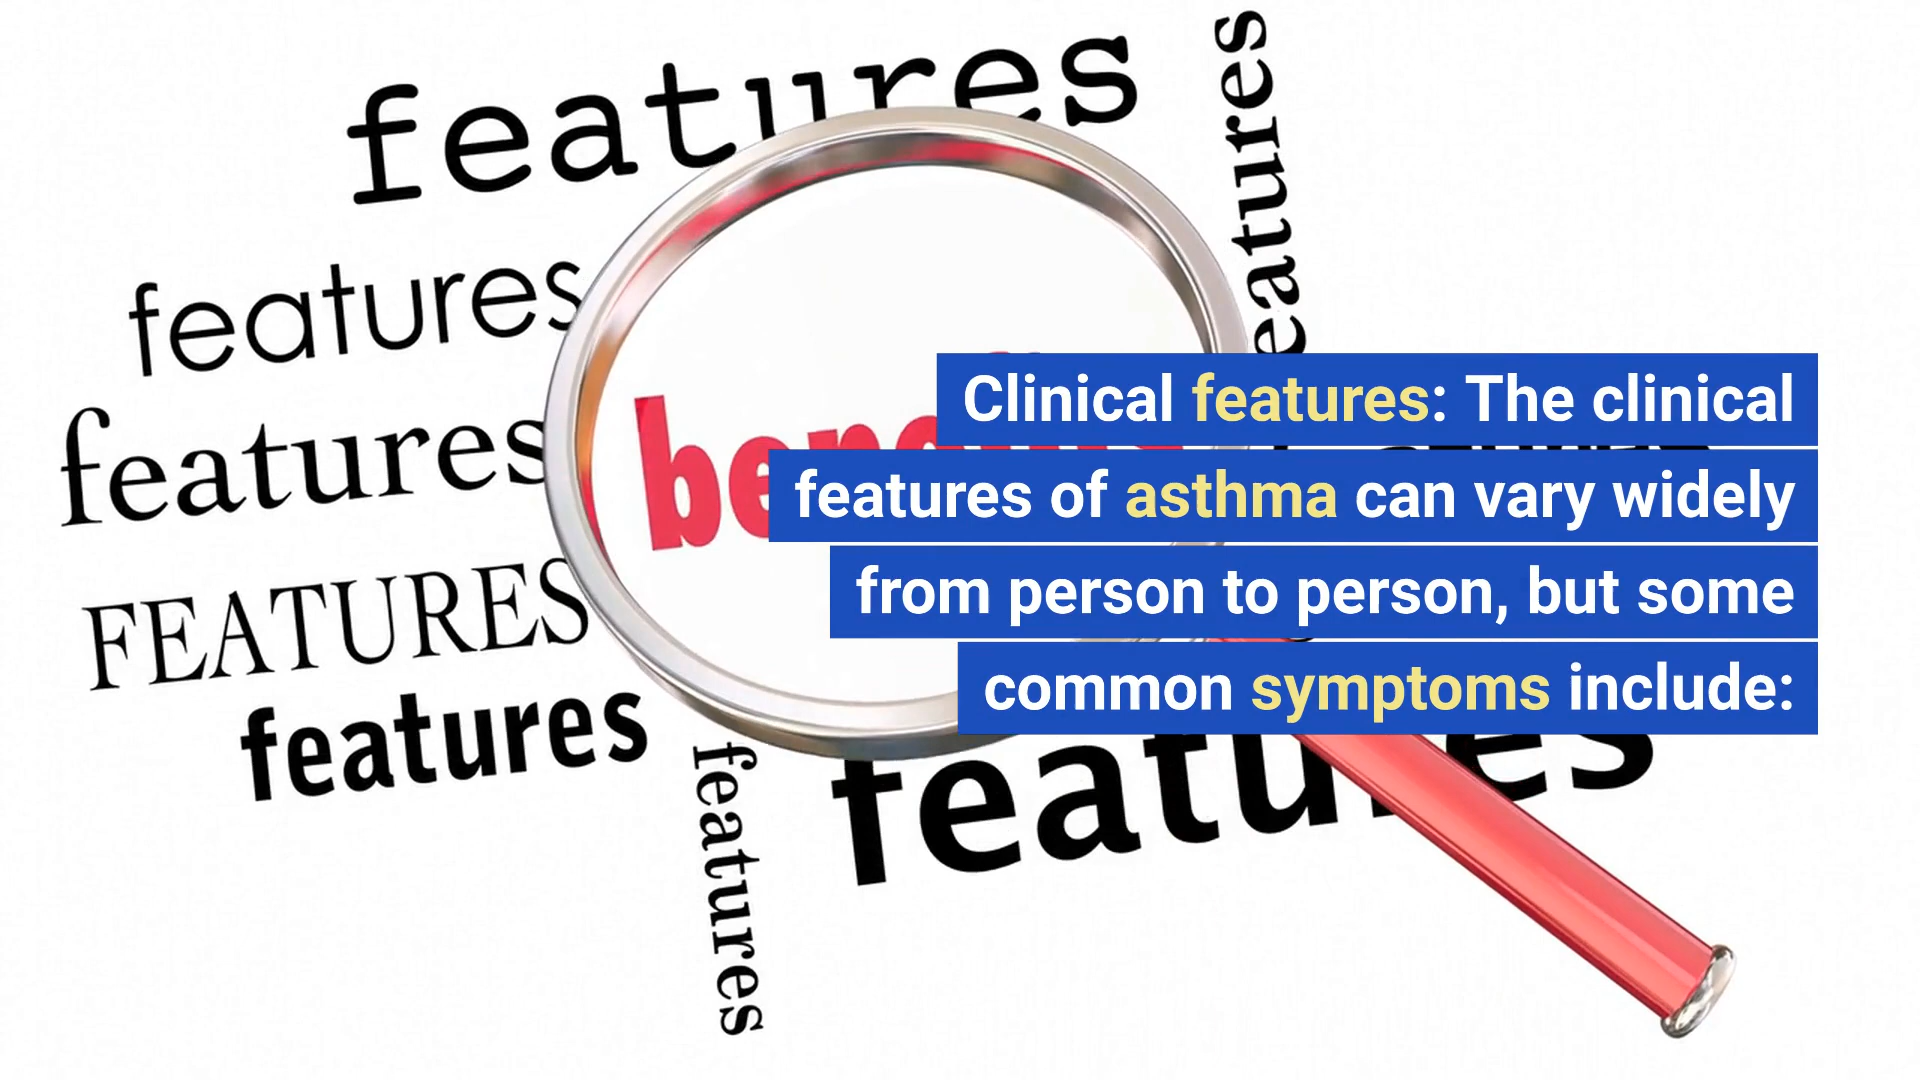 features
features
features
features
features
FEATURES
features
features
features
Clinical features: The clinical
features of asthma can vary widely
from person to person, but some
common symptoms include: